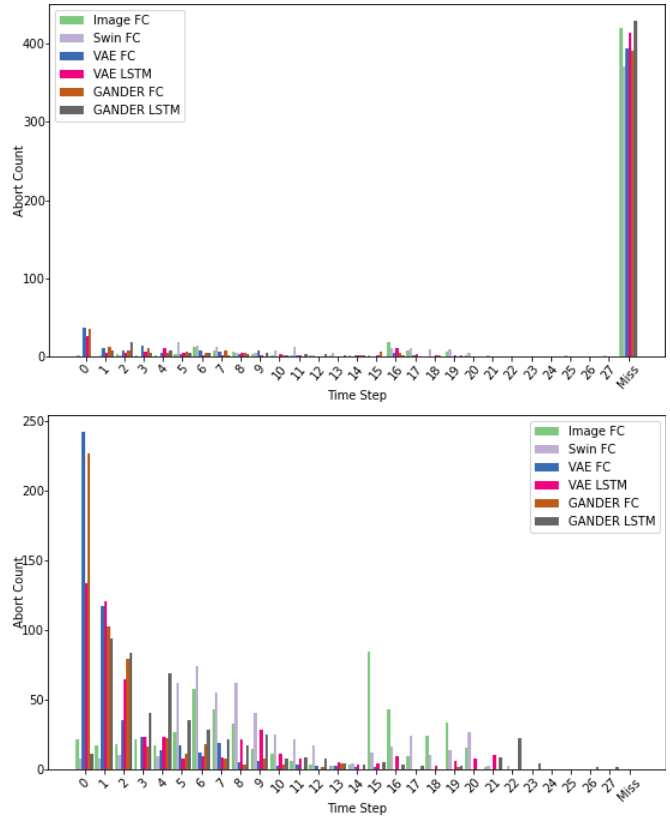 400
300
200
100
0
Abort Count
Image FC
Swin FC
VAE FC
VAE LSTM
GANDER FC
GANDER LSTM
0 1 2 3 4 5 6 7 8 9 10 11 12 13 14 15 16 17 18 19 20 21 22 23 24 25 26 27 Miss
Time Step
250
200
150
100
50
0
Abort Count
Image FC
Swin FC
VAE FC
VAE LSTM
GANDER FC
GANDER LSTM
0 1 2 3 4 5 6 7 8 9 10 11 12 13 14 15 16 17 18 19 20 21 22 23 24 25 26 27 Miss
Time Step